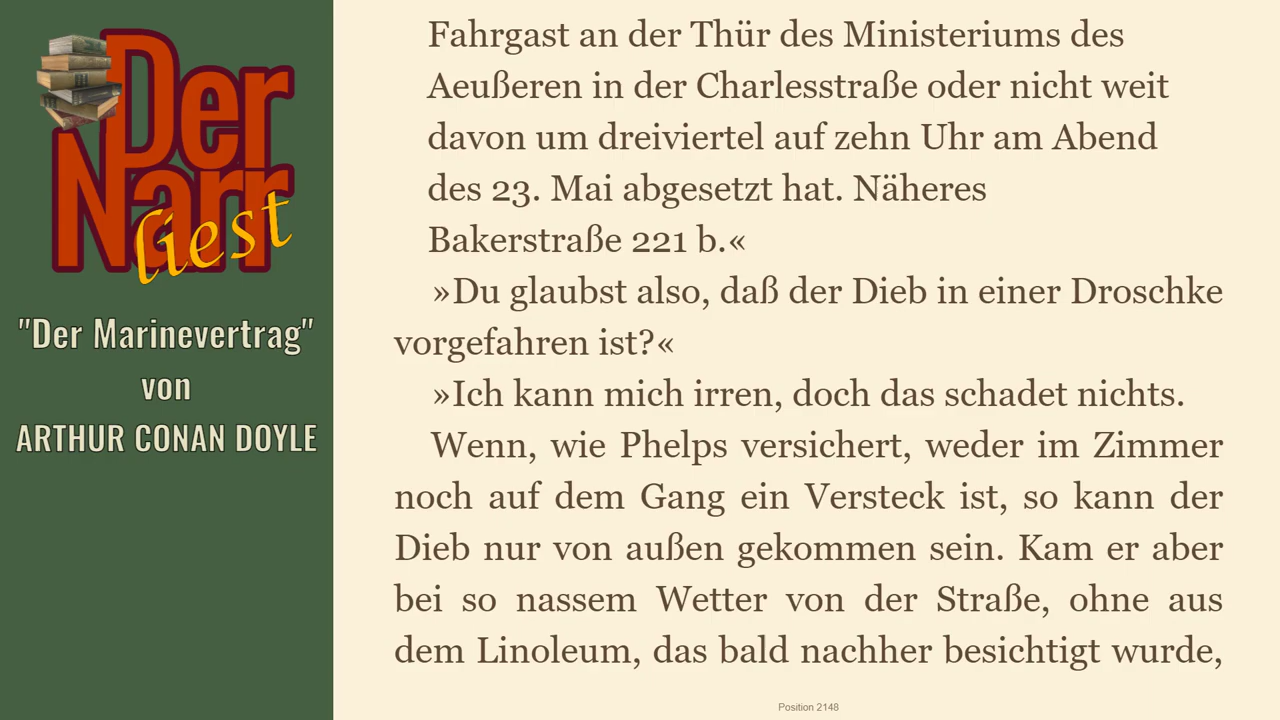 Der
Narr
liest
"Der Marinevertrag"
von
ARTHUR CONAN DOYLE
Fahrgast an der Thür des Ministeriums des
Aeußeren in der Charlesstraße oder nicht weit
davon um dreiviertel auf zehn Uhr am Abend
des 23. Mai abgesetzt hat. Näheres
Bakerstraße 221 b.«
»Du glaubst also, daß der Dieb in einer Droschke
vorgefahren ist?«
»Ich kann mich irren, doch das schadet nichts.
Wenn, wie Phelps versichert, weder im Zimmer
noch auf dem Gang ein Versteck ist, so kann der
Dieb nur von außen gekommen sein. Kam er aber
bei so nassem Wetter von der Straße, ohne aus
dem Linoleum, das bald nachher besichtigt wurde,
Position 2148